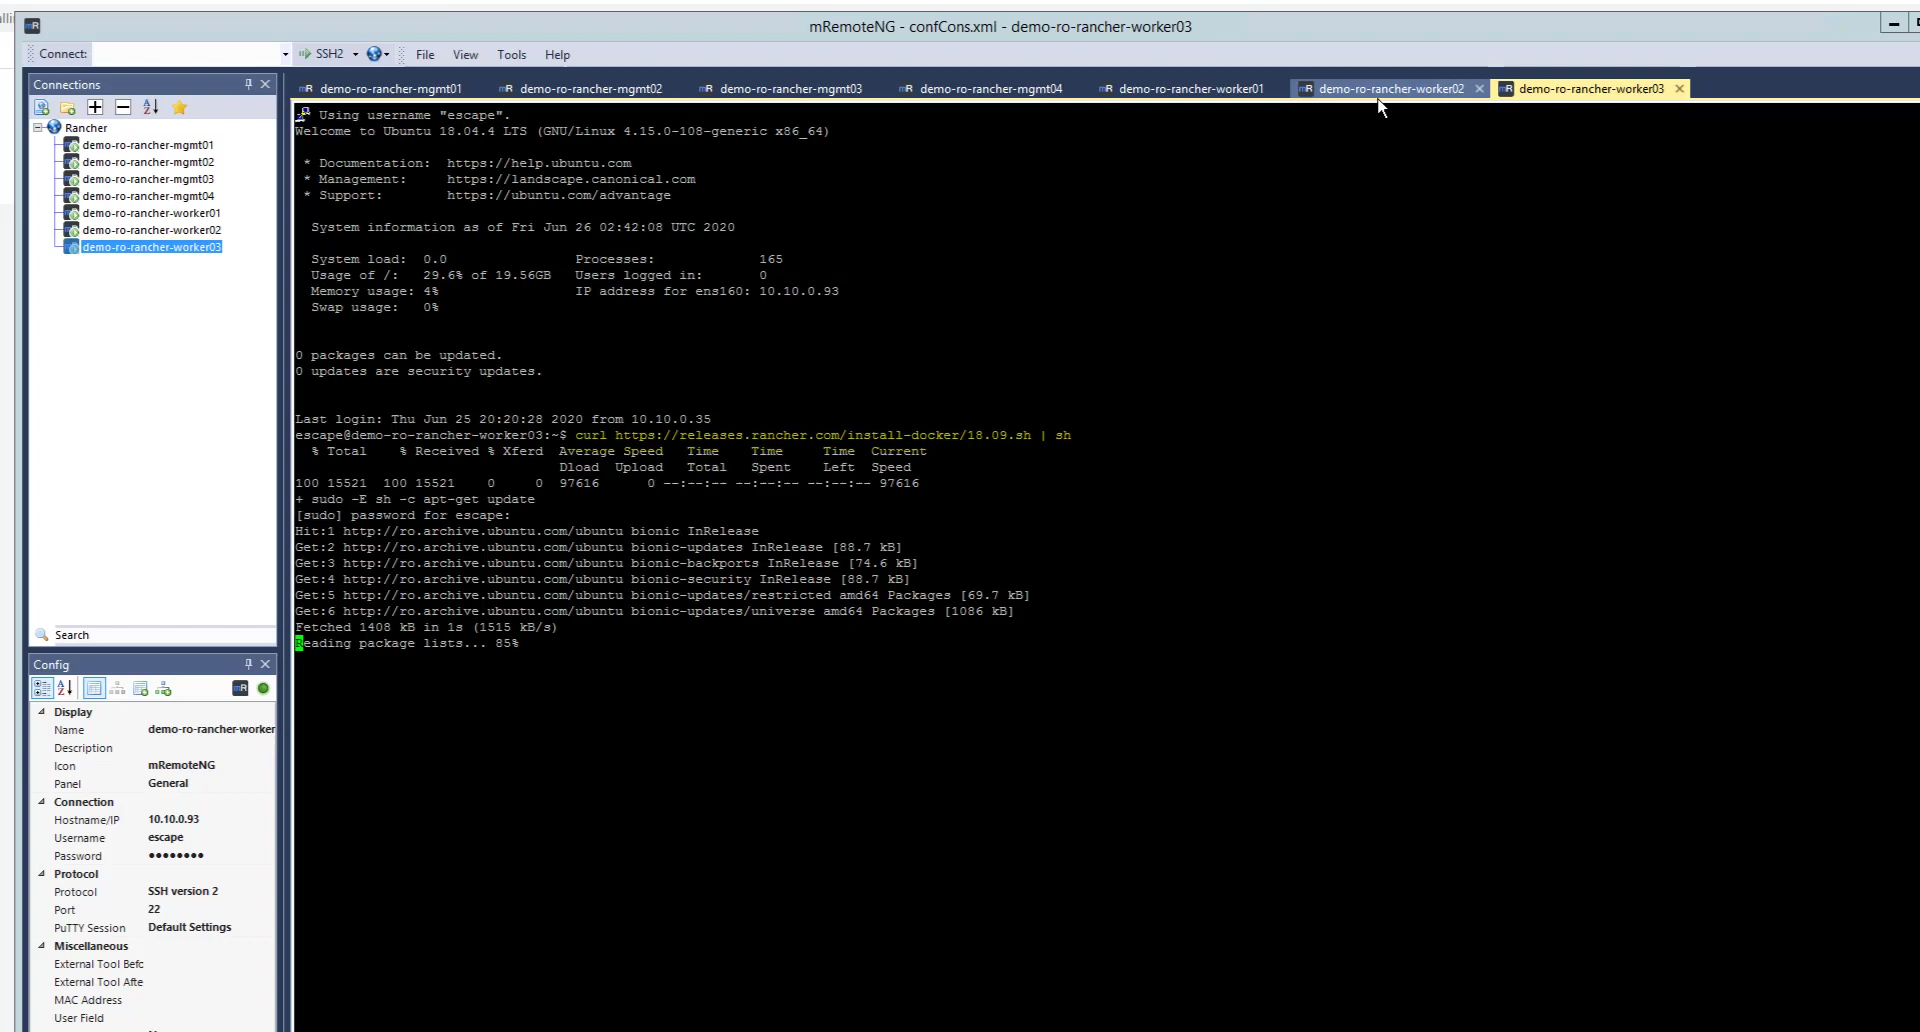 mRemoteNG - confCons.xml - demo-ro-rancher-worker03
Connect: SSH2 File View Tools Help
Connections
Rancher
demo-ro-rancher-mgmt01
demo-ro-rancher-mgmt02
demo-ro-rancher-mgmt03
demo-ro-rancher-mgmt04
demo-ro-rancher-worker01
demo-ro-rancher-worker02
demo-ro-rancher-worker03
Search
Config
Display
Name demo-ro-rancher-worker
Description
Icon mRemoteNG
Panel General
Connection
Hostname/IP 10.10.0.93
Username escape
Password ●●●●●●●●
Protocol
Protocol SSH version 2
Port 22
PuTTY Session Default Settings
Miscellaneous
External Tool Befc
External Tool Afte
MAC Address
User Field
demo-ro-rancher-mgmt01 demo-ro-rancher-mgmt02 demo-ro-rancher-mgmt03 demo-ro-rancher-mgmt04 demo-ro-rancher-worker01 demo-ro-rancher-worker02 demo-ro-rancher-worker03
Using username "escape".
Welcome to Ubuntu 18.04.4 LTS (GNU/Linux 4.15.0-108-generic x86_64)
* Documentation: https://help.ubuntu.com
* Management: https://landscape.canonical.com
* Support: https://ubuntu.com/advantage
System information as of Fri Jun 26 02:42:08 UTC 2020
System load: 0.0 Processes: 165
Usage of /: 29.6% of 19.56GB Users logged in: 0
Memory usage: 4% IP address for ens160: 10.10.0.93
Swap usage: 0%
0 packages can be updated.
0 updates are security updates.
Last login: Thu Jun 25 20:20:28 2020 from 10.10.0.35
escape@demo-ro-rancher-worker03:~$ curl https://releases.rancher.com/install-docker/18.09.sh | sh
% Total % Received % Xferd Average Speed Time Time Time Current
Dload Upload Total Spent Left Speed
100 15521 100 15521 0 0 97616 0 --:--:-- --:--:-- --:--:-- 97616
+ sudo -E sh -c apt-get update
[sudo] password for escape:
Hit:1 http://ro.archive.ubuntu.com/ubuntu bionic InRelease
Get:2 http://ro.archive.ubuntu.com/ubuntu bionic-updates InRelease [88.7 kB]
Get:3 http://ro.archive.ubuntu.com/ubuntu bionic-backports InRelease [74.6 kB]
Get:4 http://ro.archive.ubuntu.com/ubuntu bionic-security InRelease [88.7 kB]
Get:5 http://ro.archive.ubuntu.com/ubuntu bionic-updates/restricted amd64 Packages [69.7 kB]
Get:6 http://ro.archive.ubuntu.com/ubuntu bionic-updates/universe amd64 Packages [1086 kB]
Fetched 1408 kB in 1s (1515 kB/s)
Reading package lists... 85%